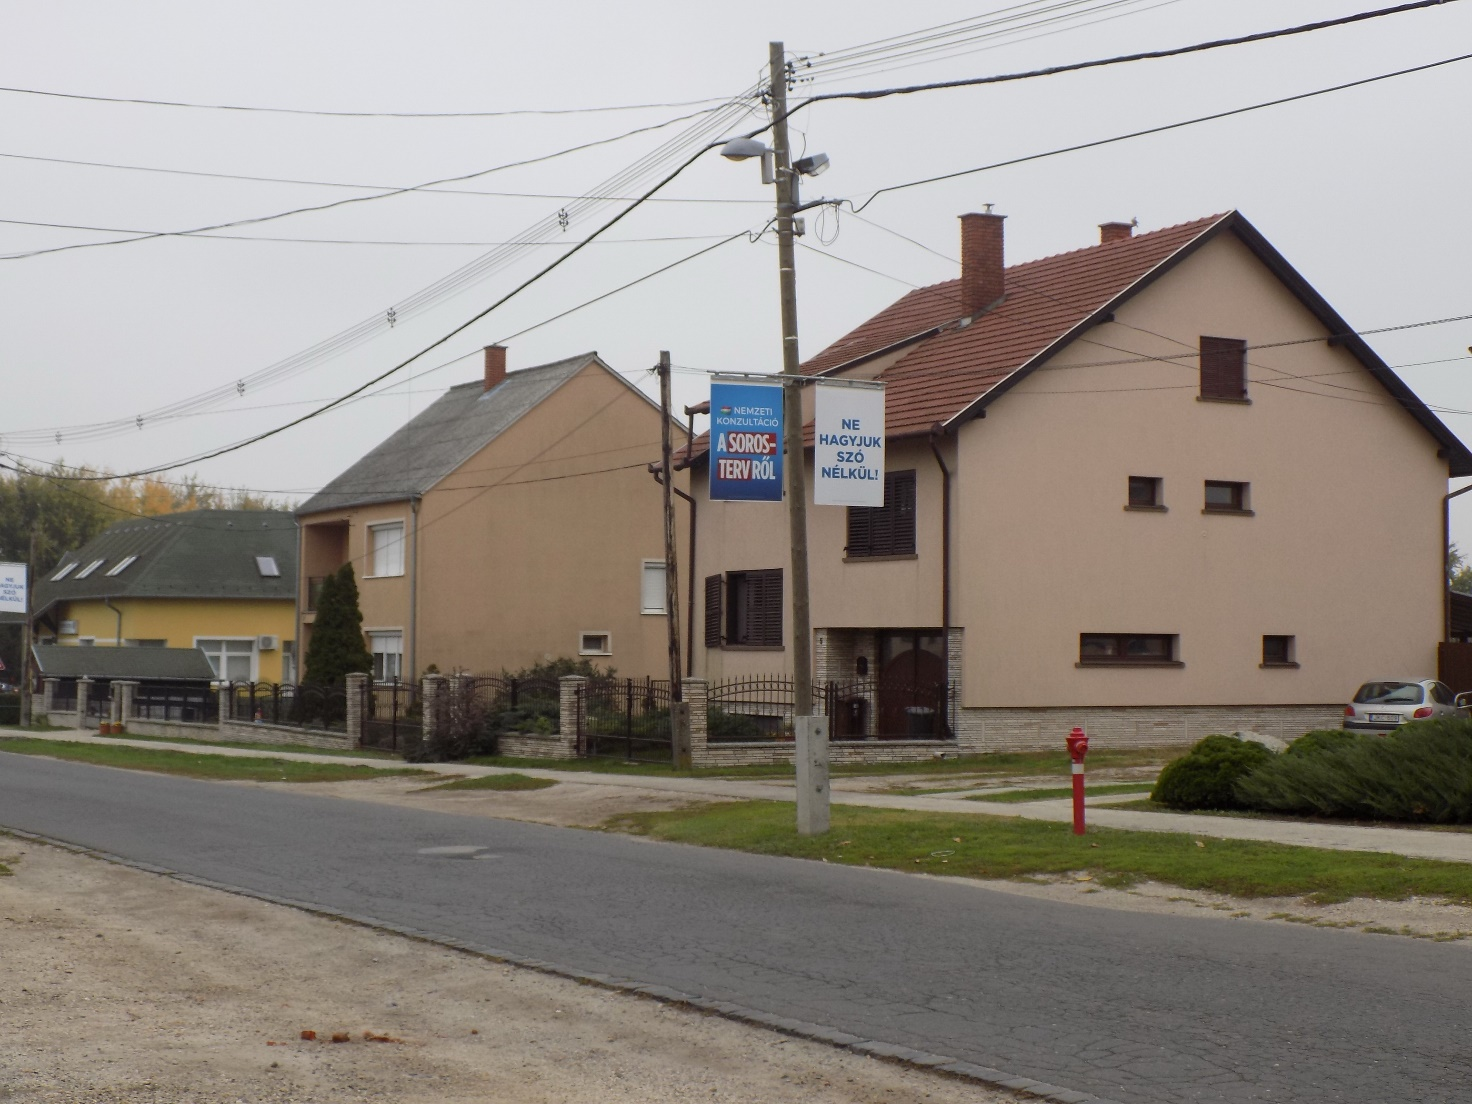 NEMZETI
KONZULTÁCIÓ
A SOROS-
TERVRŐL
NE
HAGYJUK
SZÓ
NÉLKÜL!
NE
HAGYJUK
SZÓ
NÉLKÜL!